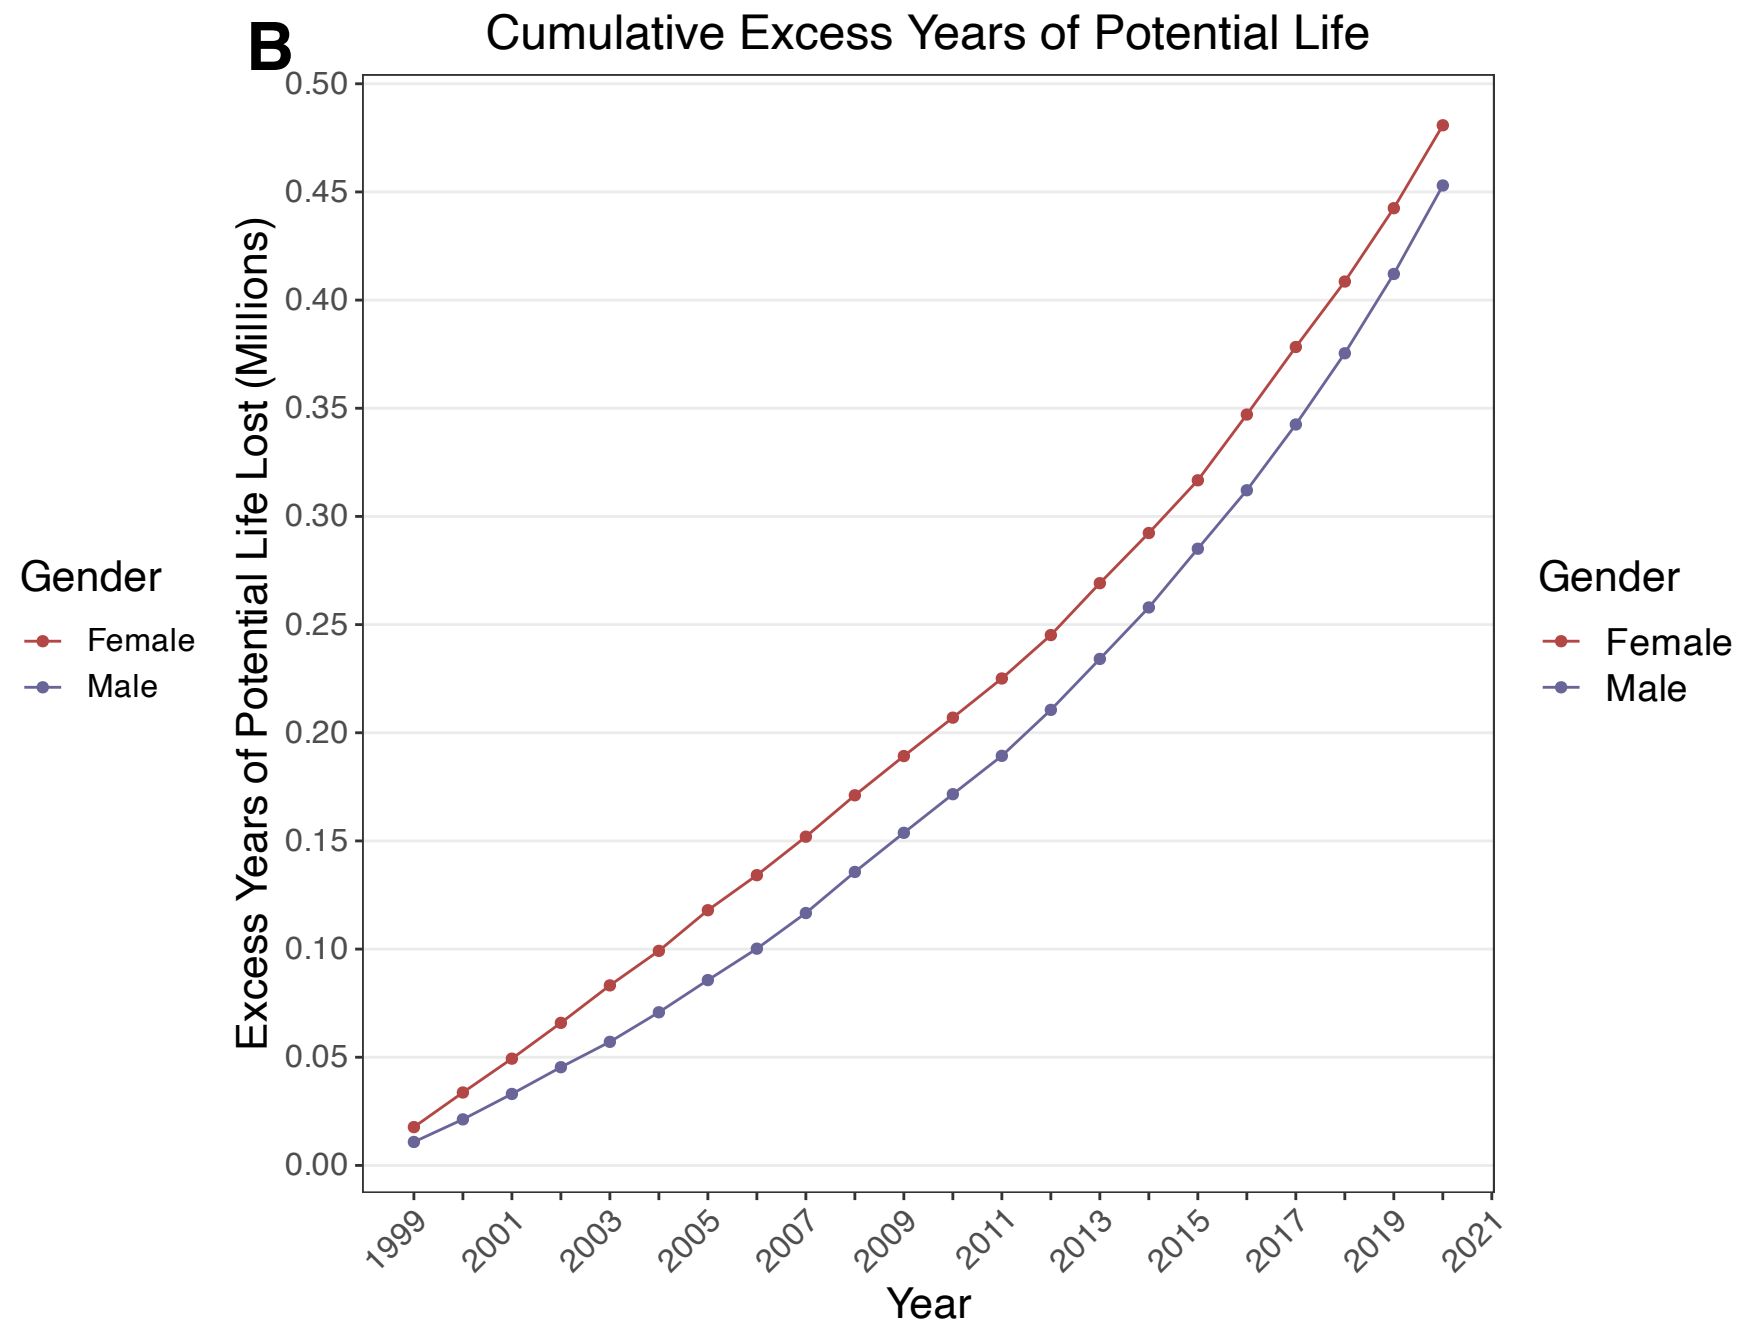 B
Cumulative Excess Years of Potential Life
Excess Years of Potential Life Lost (Millions)
0.50
0.45
0.40
0.35
0.30
0.25
0.20
0.15
0.10
0.05
0.00
1999
2001
2003
2005
2007
2009
2011
2013
2015
2017
2019
2021
Year
Gender
Female
Male
Gender
Female
Male